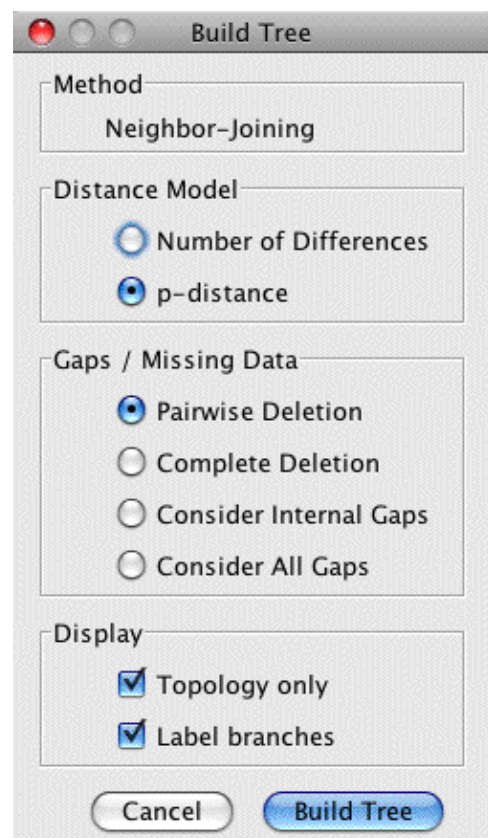 Build Tree
Method
Neighbor-Joining
Distance Model
Number of Differences
p-distance
Gaps / Missing Data
Pairwise Deletion
Complete Deletion
Consider Internal Gaps
Consider All Gaps
Display
Topology only
Label branches
Cancel
Build Tree